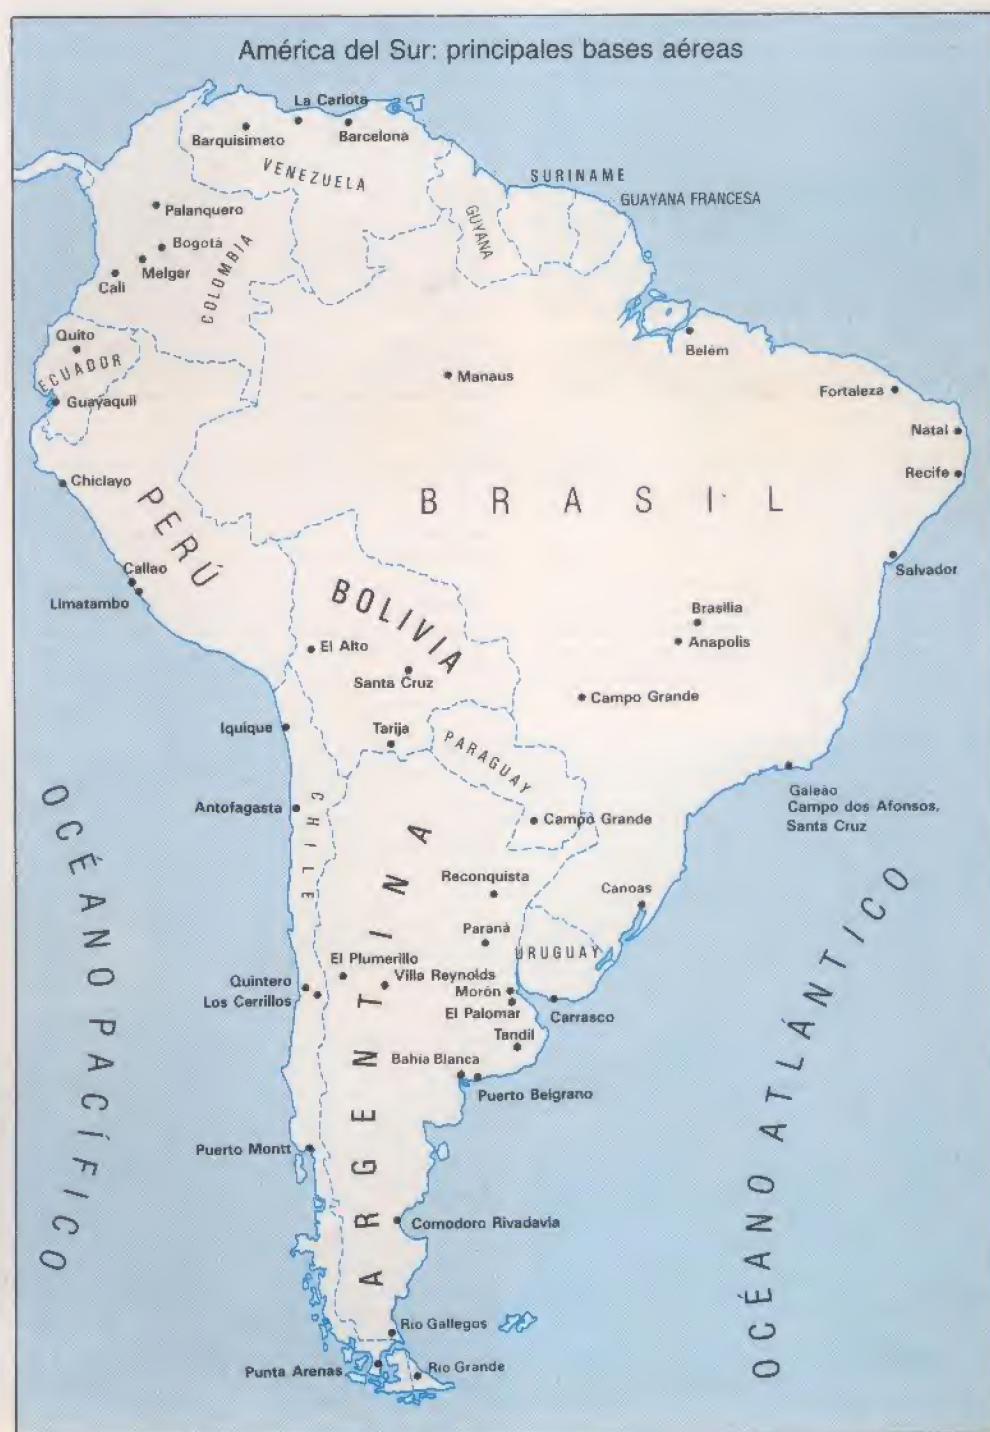 América del Sur: principales bases aéreas
La Carlota
Barquisimeto
Barcelona
VENEZUELA
SURINAME
GUAYANA FRANCESA
GUYANA
Palanquero
Bogotá
Melgar
Cali
COLOMBIA
Quito
ECUADOR
Guayaquil
Belém
Manaus
Fortaleza
Natal
Recife
Chiclayo
PERÚ
BRASIL
Callao
Limatambo
Salvador
BOLIVIA
Brasilia
Anapolis
El Alto
Santa Cruz
Campo Grande
Iquique
Tarija
PARAGUAY
Galeão
Campo dos Afonsos,
Santa Cruz
Antofagasta
CHILE
Campo Grande
Reconquista
Canoas
Paraná
URUGUAY
El Plumerillo
Villa Reynolds
Quintero
Los Cerrillos
Morón
El Palomar
Carrasco
Tandil
Bahía Blanca
Puerto Belgrano
ARGENTINA
Puerto Montt
Comodoro Rivadavia
Río Gallegos
Punta Arenas
Río Grande
OCÉANO PACÍFICO
OCÉANO ATLÁNTICO